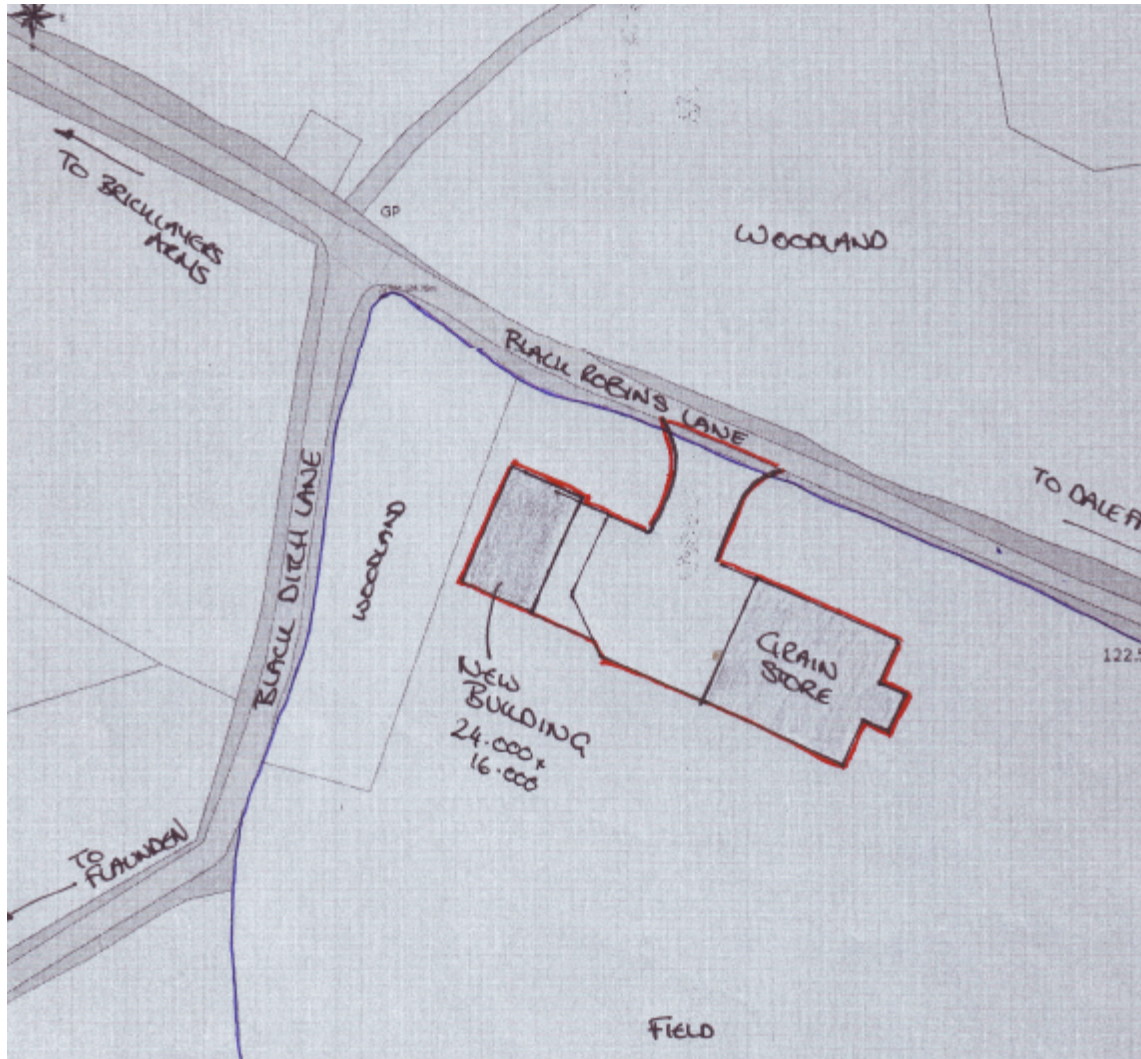 E
TO BRICKLAYERS
ARMS
GP
WOODLAND
BLACK ROBINS LANE
TO DALE
BLACK DITCH LANE
WOODLAND
GRAIN
STORE
122.5
NEW
BUILDING
24.000 x
16.000
TO
FLAUNDEN
FIELD